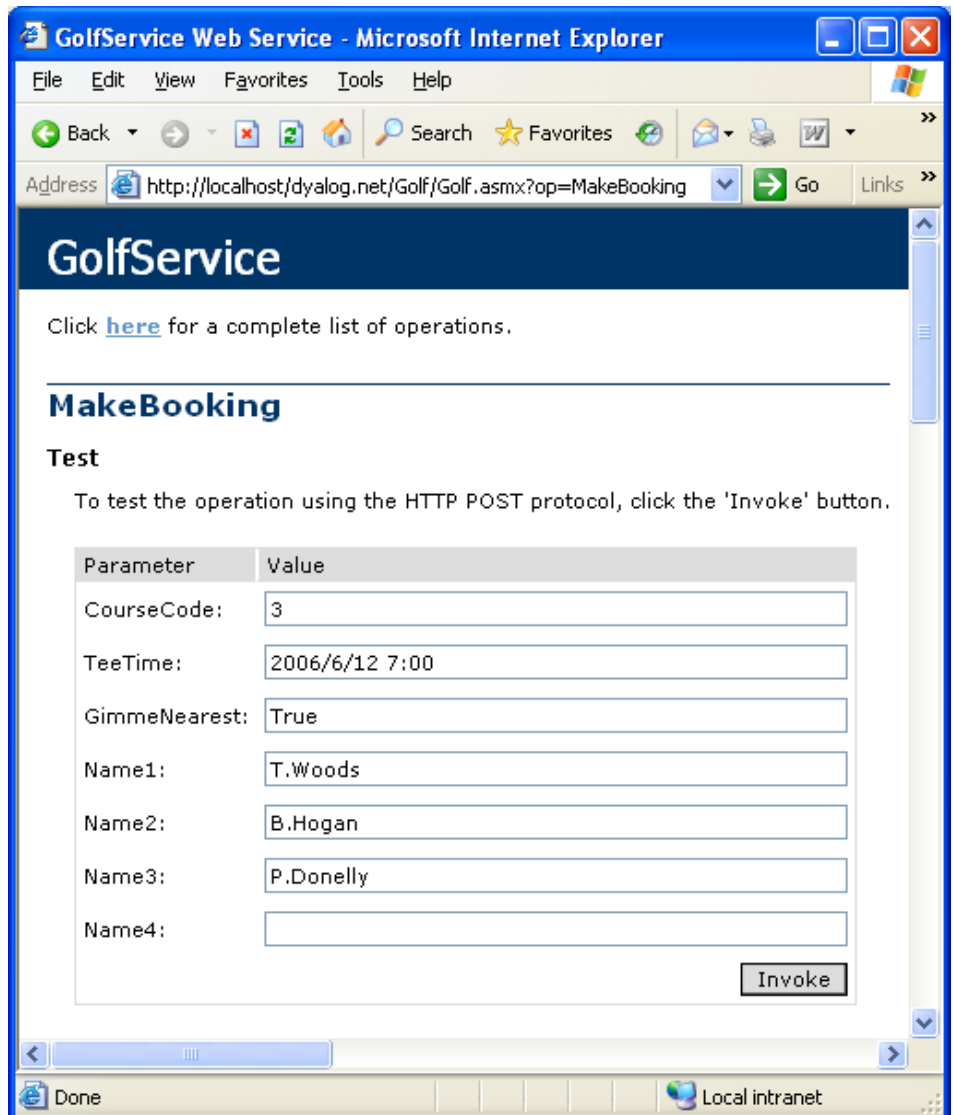 GolfService Web Service - Microsoft Internet Explorer
File Edit View Favorites Tools Help
Back Search Favorites W »
Address http://localhost/dyalog.net/Golf/Golf.asmx?op=MakeBooking Go Links »
GolfService
Click here for a complete list of operations.
MakeBooking
Test
To test the operation using the HTTP POST protocol, click the 'Invoke' button.
Parameter Value
CourseCode: 3
TeeTime: 2006/6/12 7:00
GimmeNearest: True
Name1: T.Woods
Name2: B.Hogan
Name3: P.Donelly
Name4:
Invoke
Done Local intranet